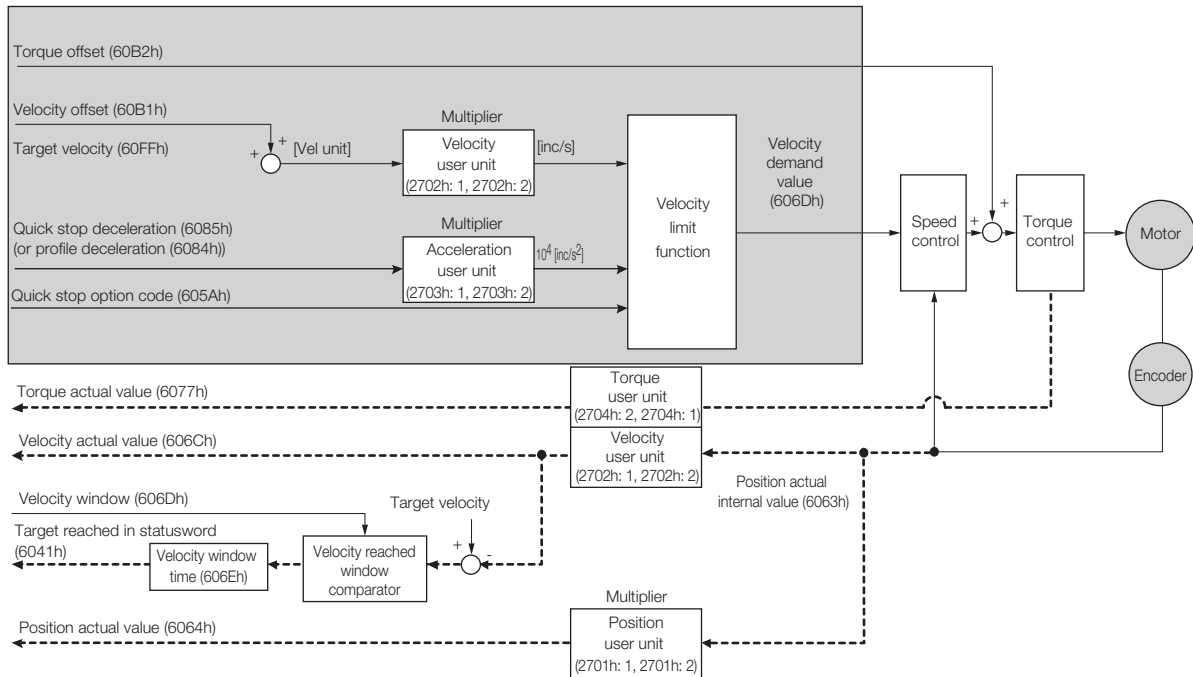 Torque offset (60B2h)
Velocity offset (60B1h)
Target velocity (60FFh)
+
+
[Vel unit]
Multiplier
Velocity
user unit
(2702h: 1, 2702h: 2)
[inc/s]
Quick stop deceleration (6085h)
(or profile deceleration (6084h))
Multiplier
Acceleration
user unit
(2703h: 1, 2703h: 2)
10⁴ [inc/s²]
Quick stop option code (605Ah)
Velocity
limit
function
Velocity
demand
value
(606Dh)
Speed
control
+
+
Torque
control
Motor
Encoder
Torque actual value (6077h)
Torque
user unit
(2704h: 2, 2704h: 1)
Velocity actual value (606Ch)
Velocity
user unit
(2702h: 1, 2702h: 2)
Position actual
internal value (6063h)
Velocity window (606Dh)
Target velocity
Target reached in statusword
(6041h)
Velocity window
time (606Eh)
Velocity reached
window
comparator
+
-
Position actual value (6064h)
Multiplier
Position
user unit
(2701h: 1, 2701h: 2)